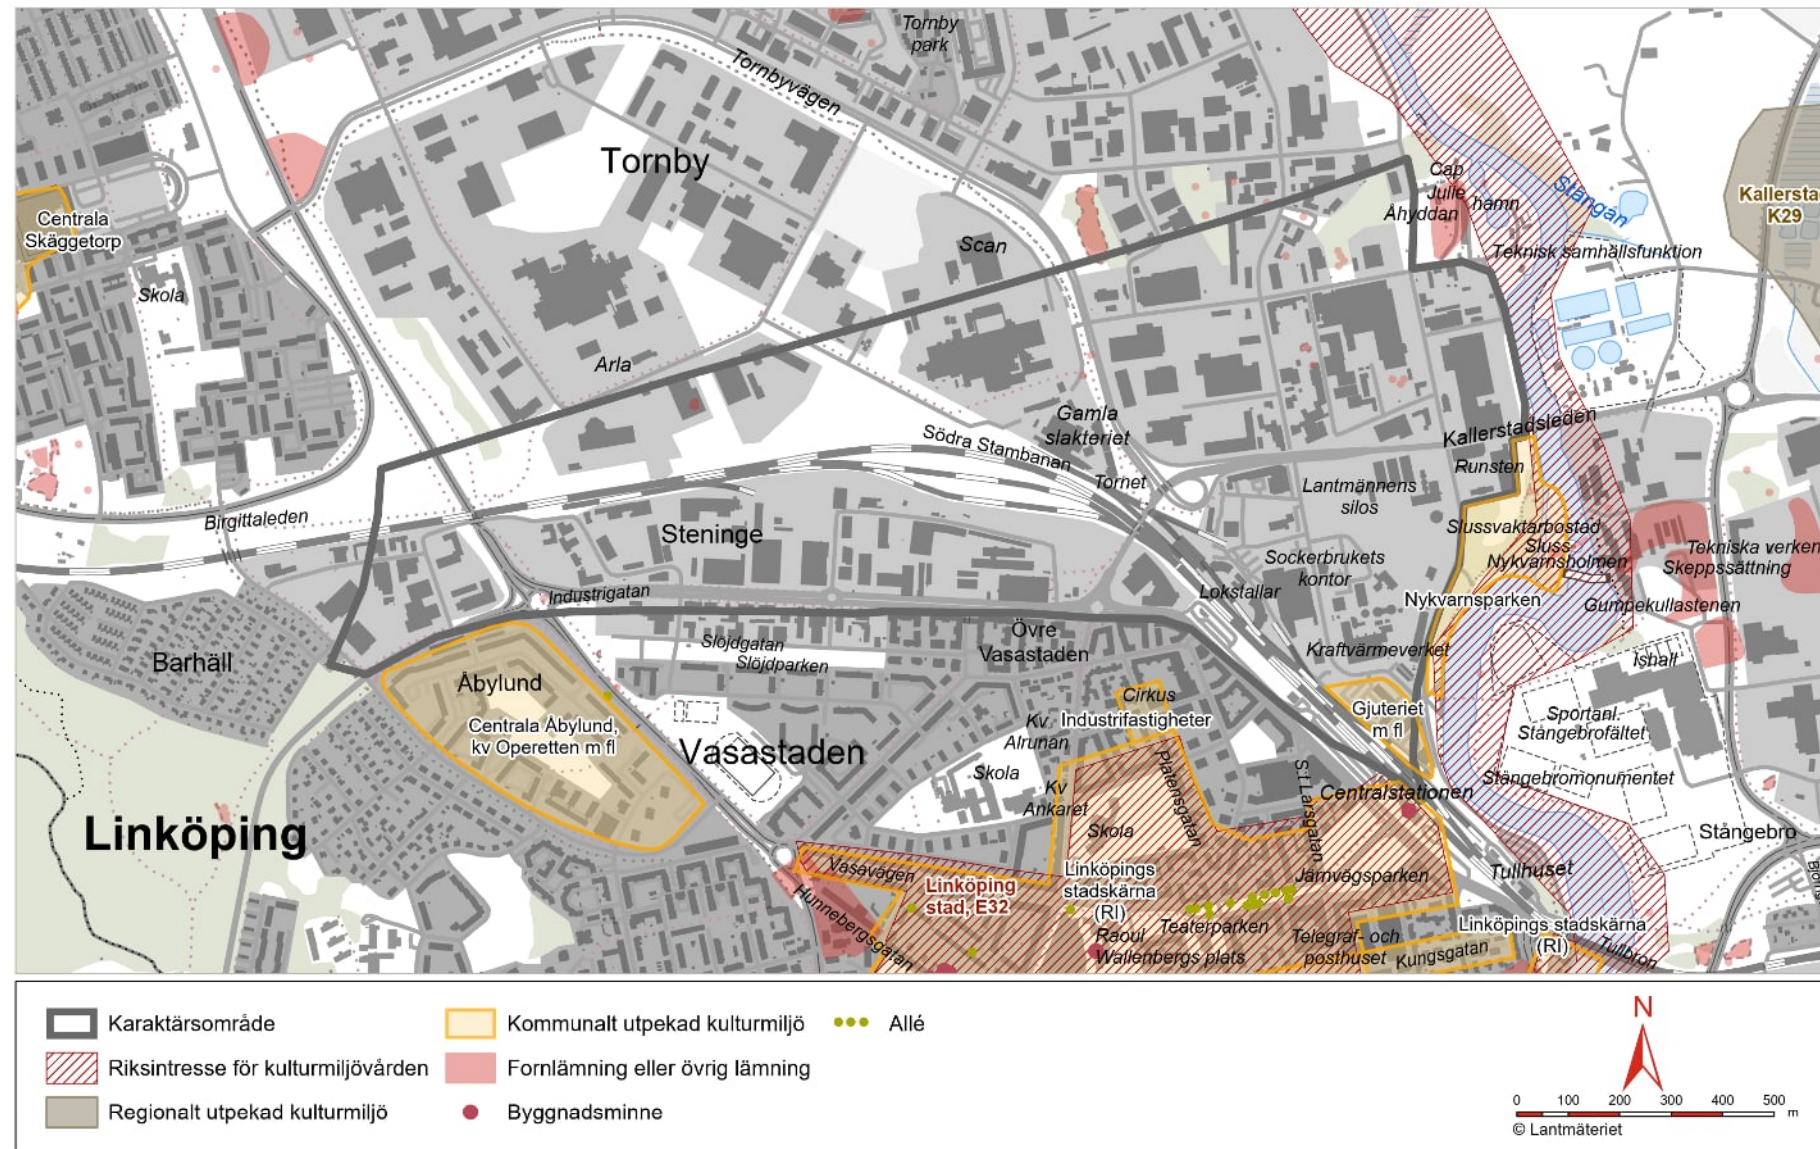 Tornby
park
Tornbyvägen
Tornby
Cap
Julle
hamn
Åhyddan
Stångån
Kallersta
K29
Centrala
Skäggetorp
Skola
Scan
Teknisk samhällsfunktion
Arla
Gamla
slakteriet
Kallerstadsleden
Södra Stambanan
Tornet
Runsten
Lantmännens
silos
Birgittaleden
Steninge
Slussvaktarbostad
Sluss
Nykvarnsholmen
Tekniska verken
Skeppssättning
Sockerbrukets
kontor
Industrigatan
Lokstallar
Nykvarnsparken
Gumpekullastenen
Övre
Vasastaden
Slöjdgatan
Slöjdparken
Kraftvärmeverket
Ishall
Barhäll
Åbylund
Cirkus
Industrifastigheter
Gjuteriet
m fl
Centrala Åbylund,
kv Operetten m fl
Kv
Alrunan
Sportanl.
Stångebrofältet
Vasastaden
Skola
Platensgatan
S:t Larsgatan
Stångebromonumentet
Kv
Ankaret
Centralstationen
Linköping
Skola
Stångebro
Vasavägen
Linköpings
stadskärna
(RI)
Järnvägsparken
Tullhuset
Linköping
stad, E32
Hunnebergsgatan
Teaterparken
Raoul
Wallenbergs plats
Telegraf- och
posthuset
Kungsgatan
Linköpings stadskärna
(RI)
Tullbron
Karaktärsområde
Riksintresse för kulturmiljövården
Regionalt utpekad kulturmiljö
Kommunalt utpekad kulturmiljö
Fornlämning eller övrig lämning
Byggnadsminne
Allé
N
0 100 200 300 400 500
m
© Lantmäteriet